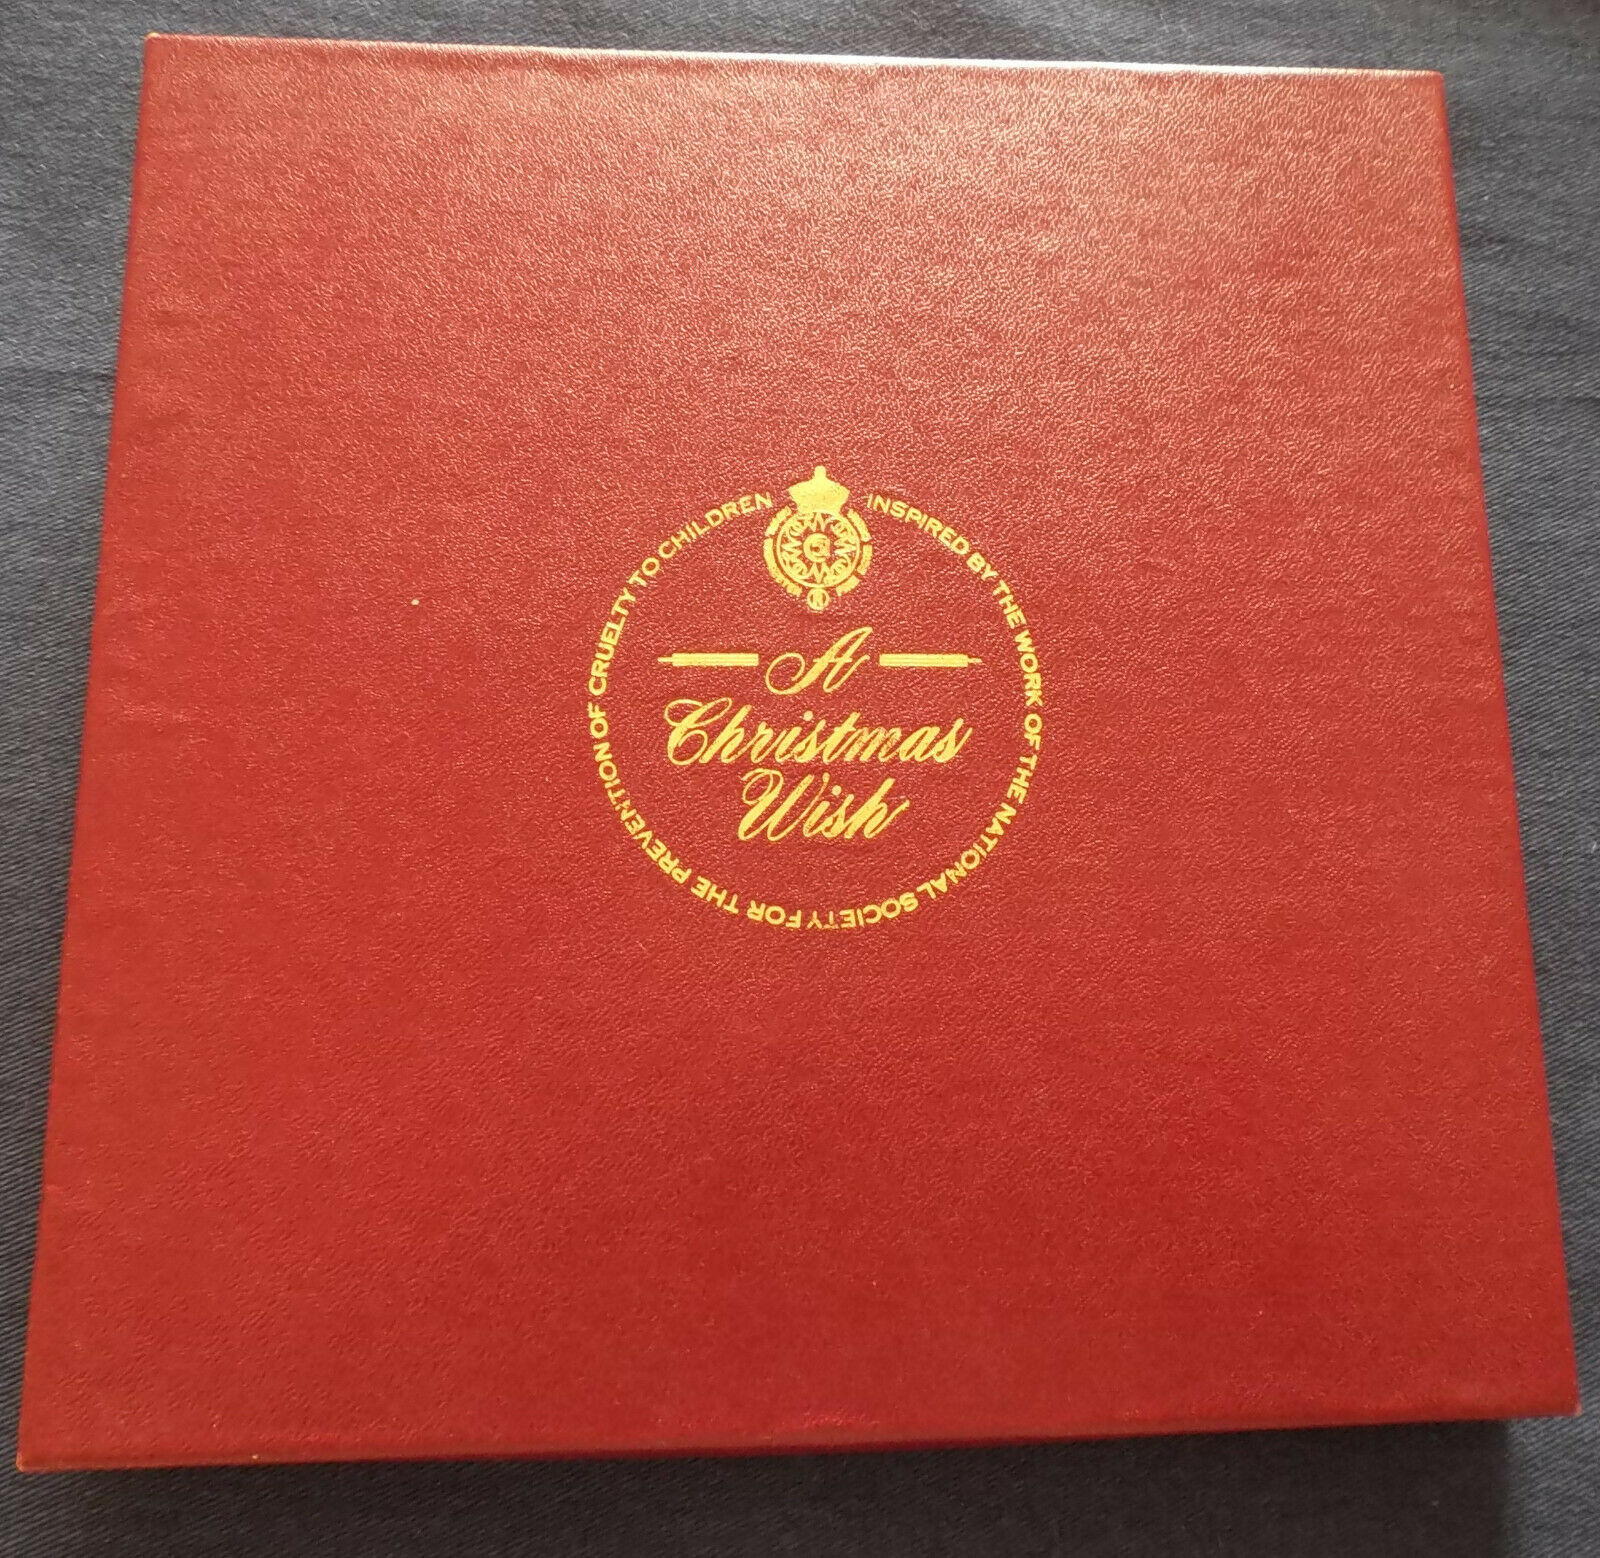 INSPIRED BY THE WORK OF THE NATIONAL SOCIETY FOR THE PREVENTION OF CRUELTY TO CHILDREN
A
Christmas
Wish